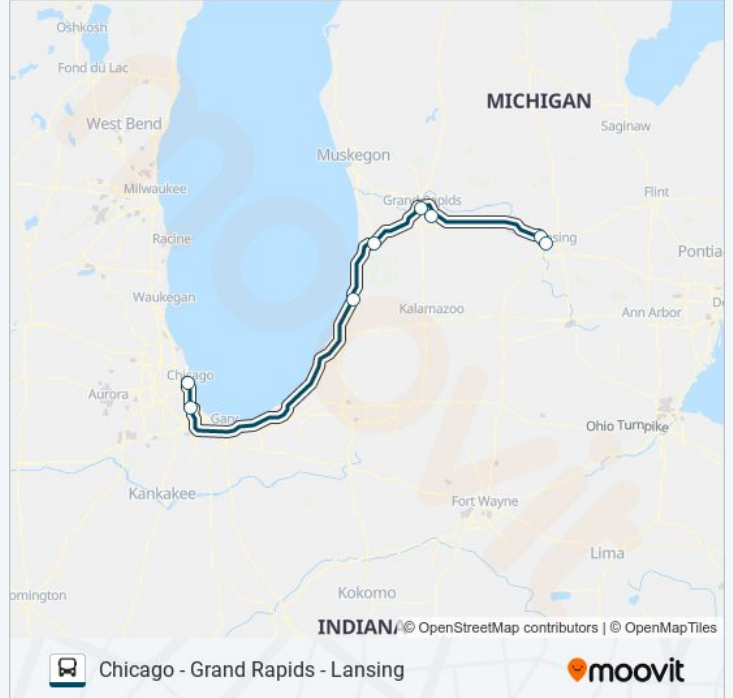 Oshkosh
Fond du Lac
MICHIGAN
Saginaw
West Bend
Muskegon
Milwaukee
Grand Rapids
Flint
Racine
sing
Pontia
Waukegan
Kalamazoo
Ann Arbor
D
Chicago
Aurora
Gary
Ohio Turnpike
Kankakee
Fort Wayne
Lima
omington
Kokomo
INDIANA
© OpenStreetMap contributors | © OpenMapTiles
Chicago - Grand Rapids - Lansing
moovit
moovit